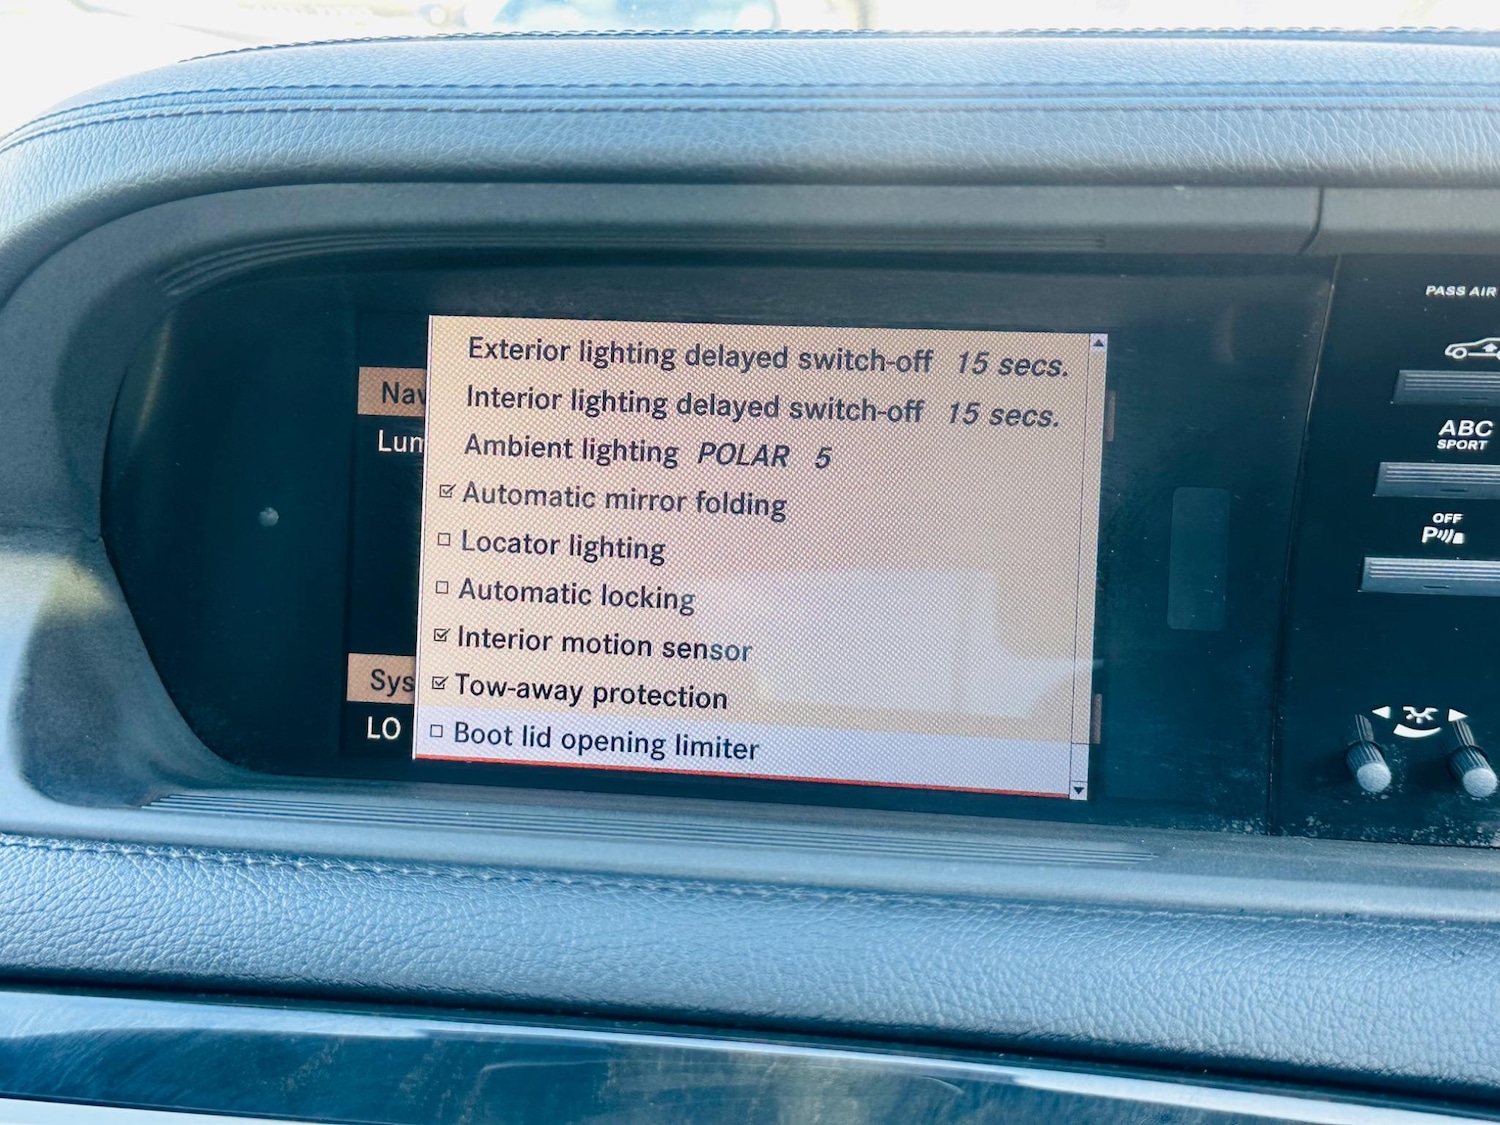 Exterior lighting delayed switch-off 15 secs.
Interior lighting delayed switch-off 15 secs.
Ambient lighting POLAR 5
Automatic mirror folding
Locator lighting
Automatic locking
Interior motion sensor
Tow-away protection
Boot lid opening limiter
Nav
Lum
Sys
LO
PASS AIR
ABC
SPORT
OFF
P